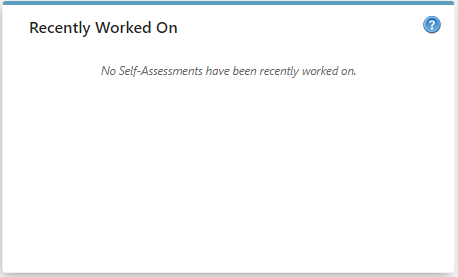 Recently Worked On
?
No Self-Assessments have been recently worked on.